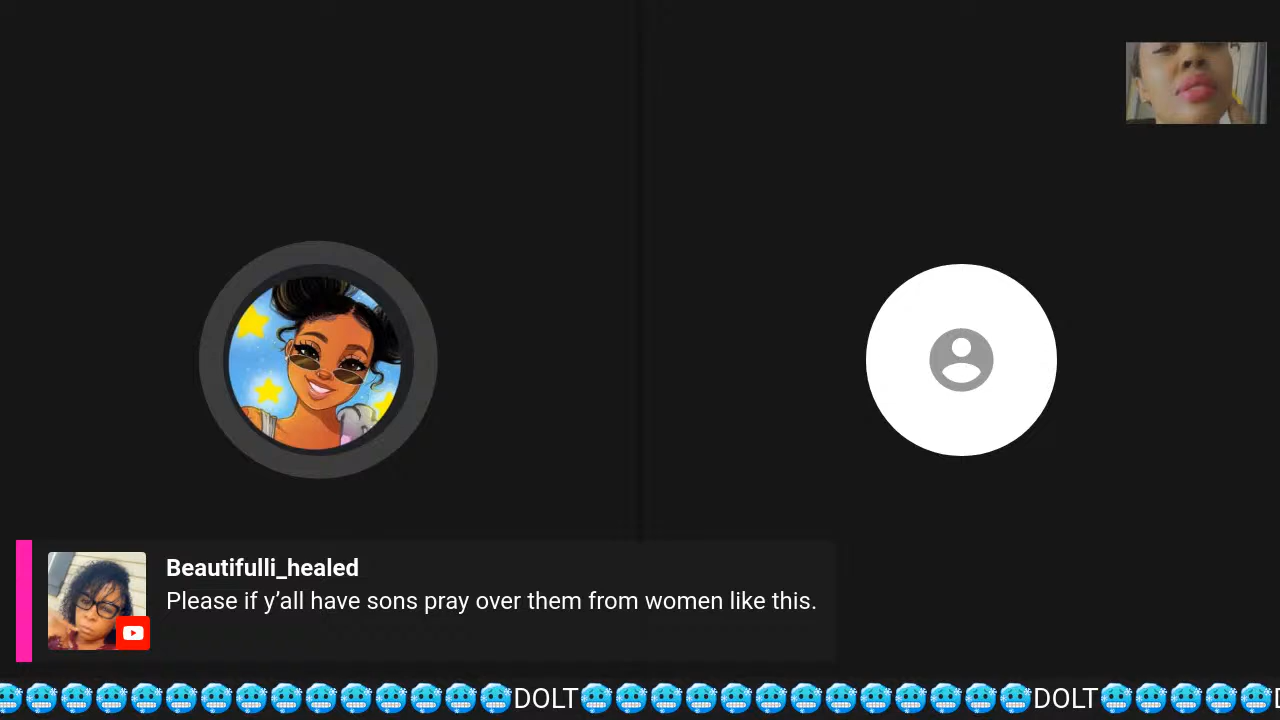 Beautifulli_healed
Please if y’all have sons pray over them from women like this.
DOLT DOLT